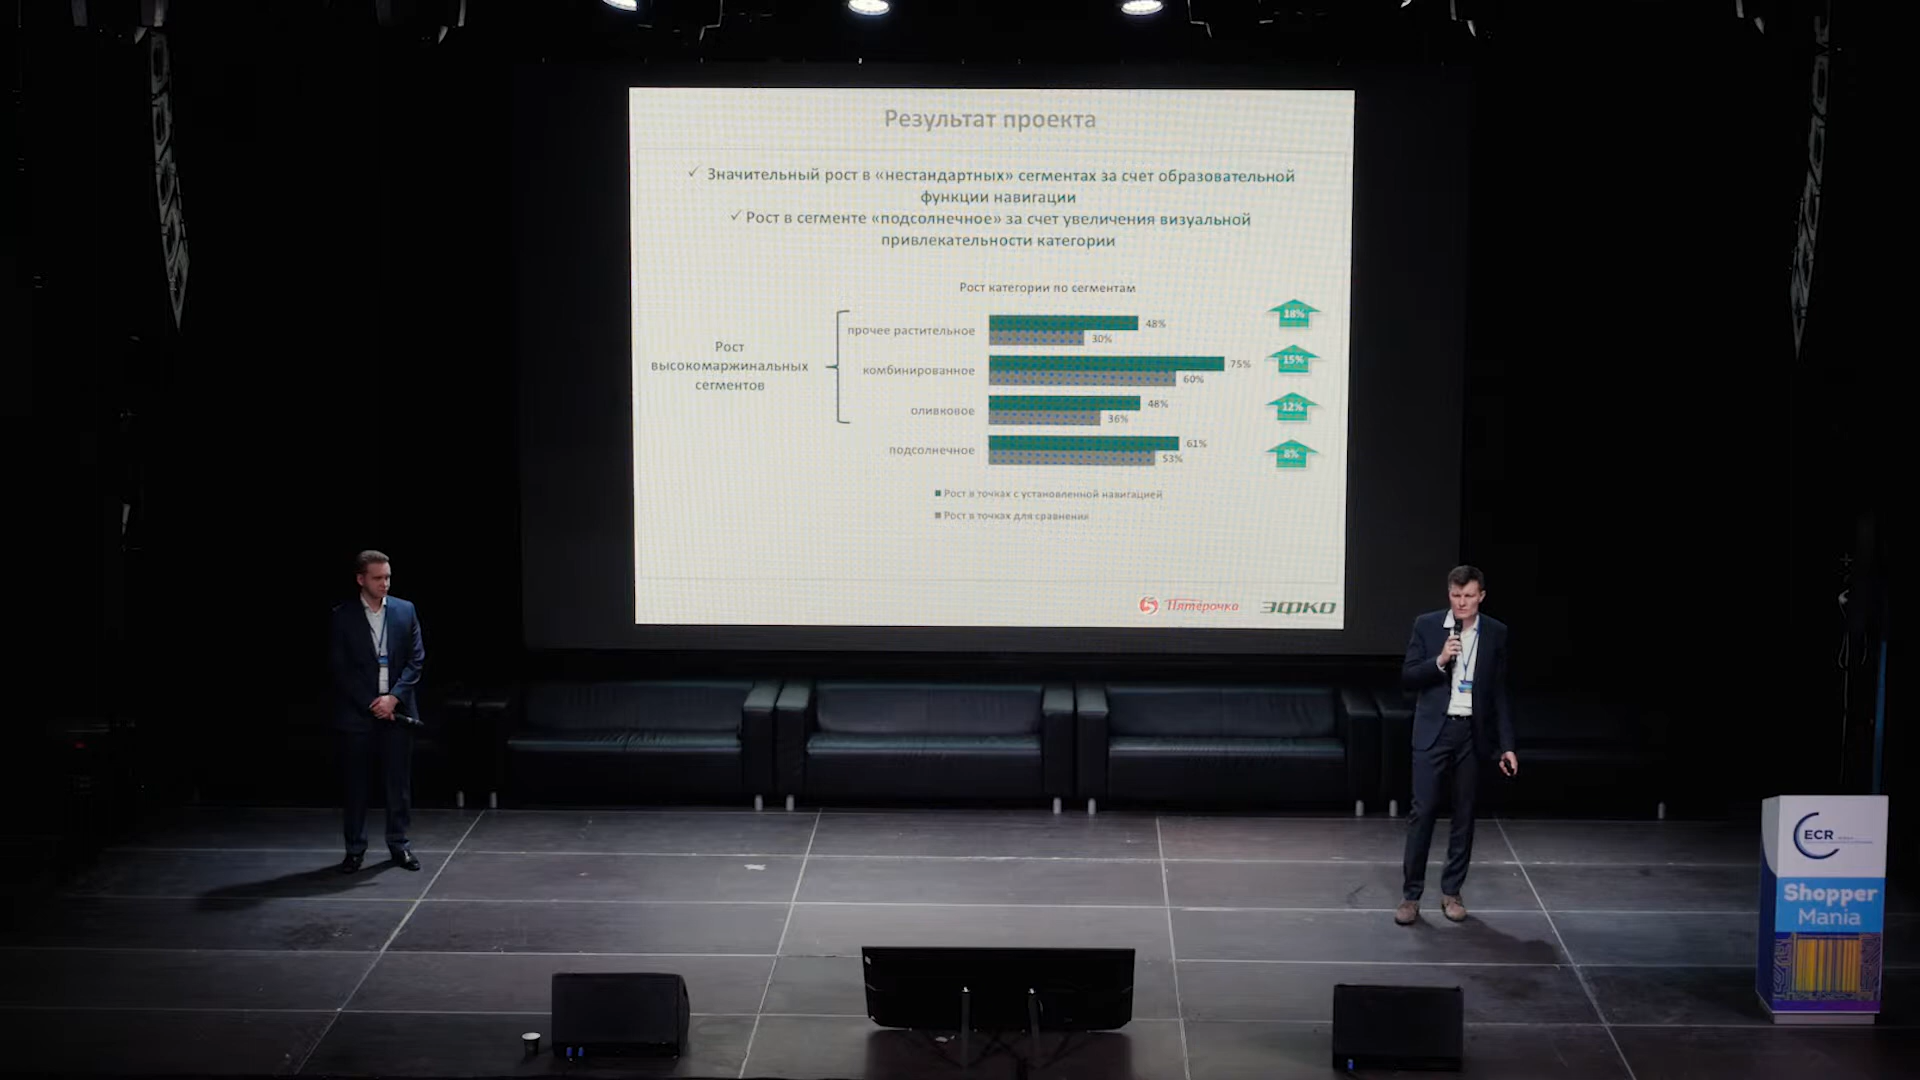 Результат проекта
✓ Значительный рост в «нестандартных» сегментах за счет образовательной
функции навигации
✓ Рост в сегменте «подсолнечное» за счет увеличения визуальной
привлекательности категории
Рост категории по сегментам
Рост
высокомаржинальных
сегментов
прочее растительное 48% 30% 18%
комбинированное 75% 60% 15%
оливковое 48% 36% 12%
подсолнечное 61% 53% 8%
Рост в точках с установленной навигацией
Рост в точках для сравнения
5 Пятёрочка ЭФКО
ECR
Shopper
Mania